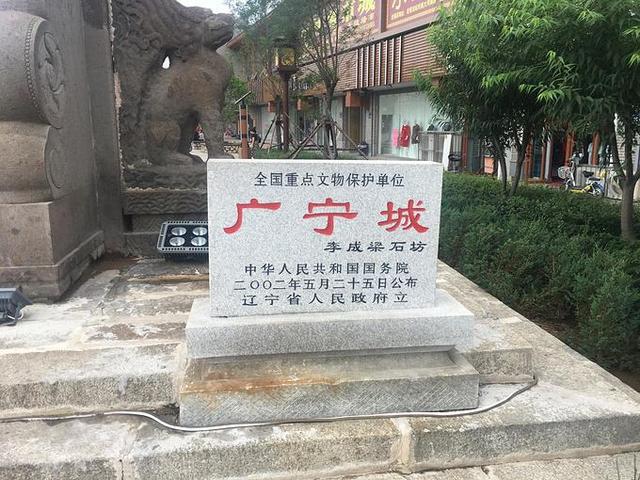 全国重点文物保护单位
广宁城
李成梁石坊
中华人民共和国国务院
二〇〇二年五月二十五日公布
辽宁省人民政府立